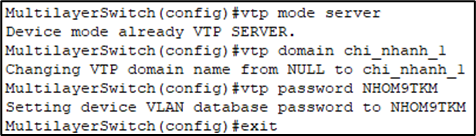 MultilayerSwitch(config)#vtp mode server
Device mode already VTP SERVER.
MultilayerSwitch(config)#vtp domain chi_nhanh_1
Changing VTP domain name from NULL to chi_nhanh_1
MultilayerSwitch(config)#vtp password NHOM9TKM
Setting device VLAN database password to NHOM9TKM
MultilayerSwitch(config)#exit